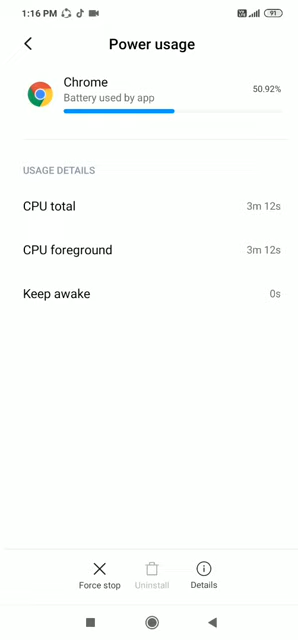 1:16 PM
91
Power usage
Chrome
50.92%
Battery used by app
USAGE DETAILS
CPU total 3m 12s
CPU foreground 3m 12s
Keep awake 0s
Force stop Uninstall Details